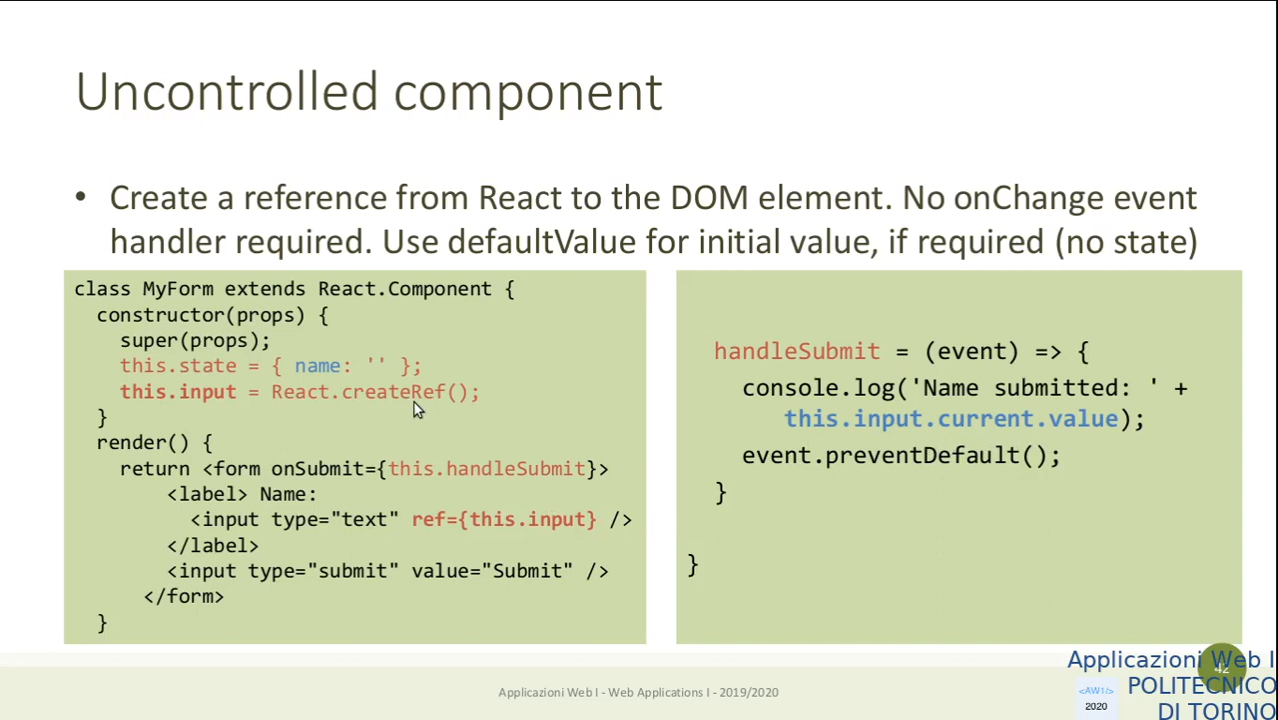 Uncontrolled component
• Create a reference from React to the DOM element. No onChange event
handler required. Use defaultValue for initial value, if required (no state)
class MyForm extends React.Component {
constructor(props) {
super(props);
this.state = { name: '' };
this.input = React.createRef();
}
render() {
return <form onSubmit={this.handleSubmit}>
<label> Name:
<input type="text" ref={this.input} />
</label>
<input type="submit" value="Submit" />
</form>
}
handleSubmit = (event) => {
console.log('Name submitted: ' +
this.input.current.value);
event.preventDefault();
}
}
Applicazioni Web I - Web Applications I - 2019/2020
42
Applicazioni Web I
POLITECNICO
DI TORINO
<AW1/>
2020